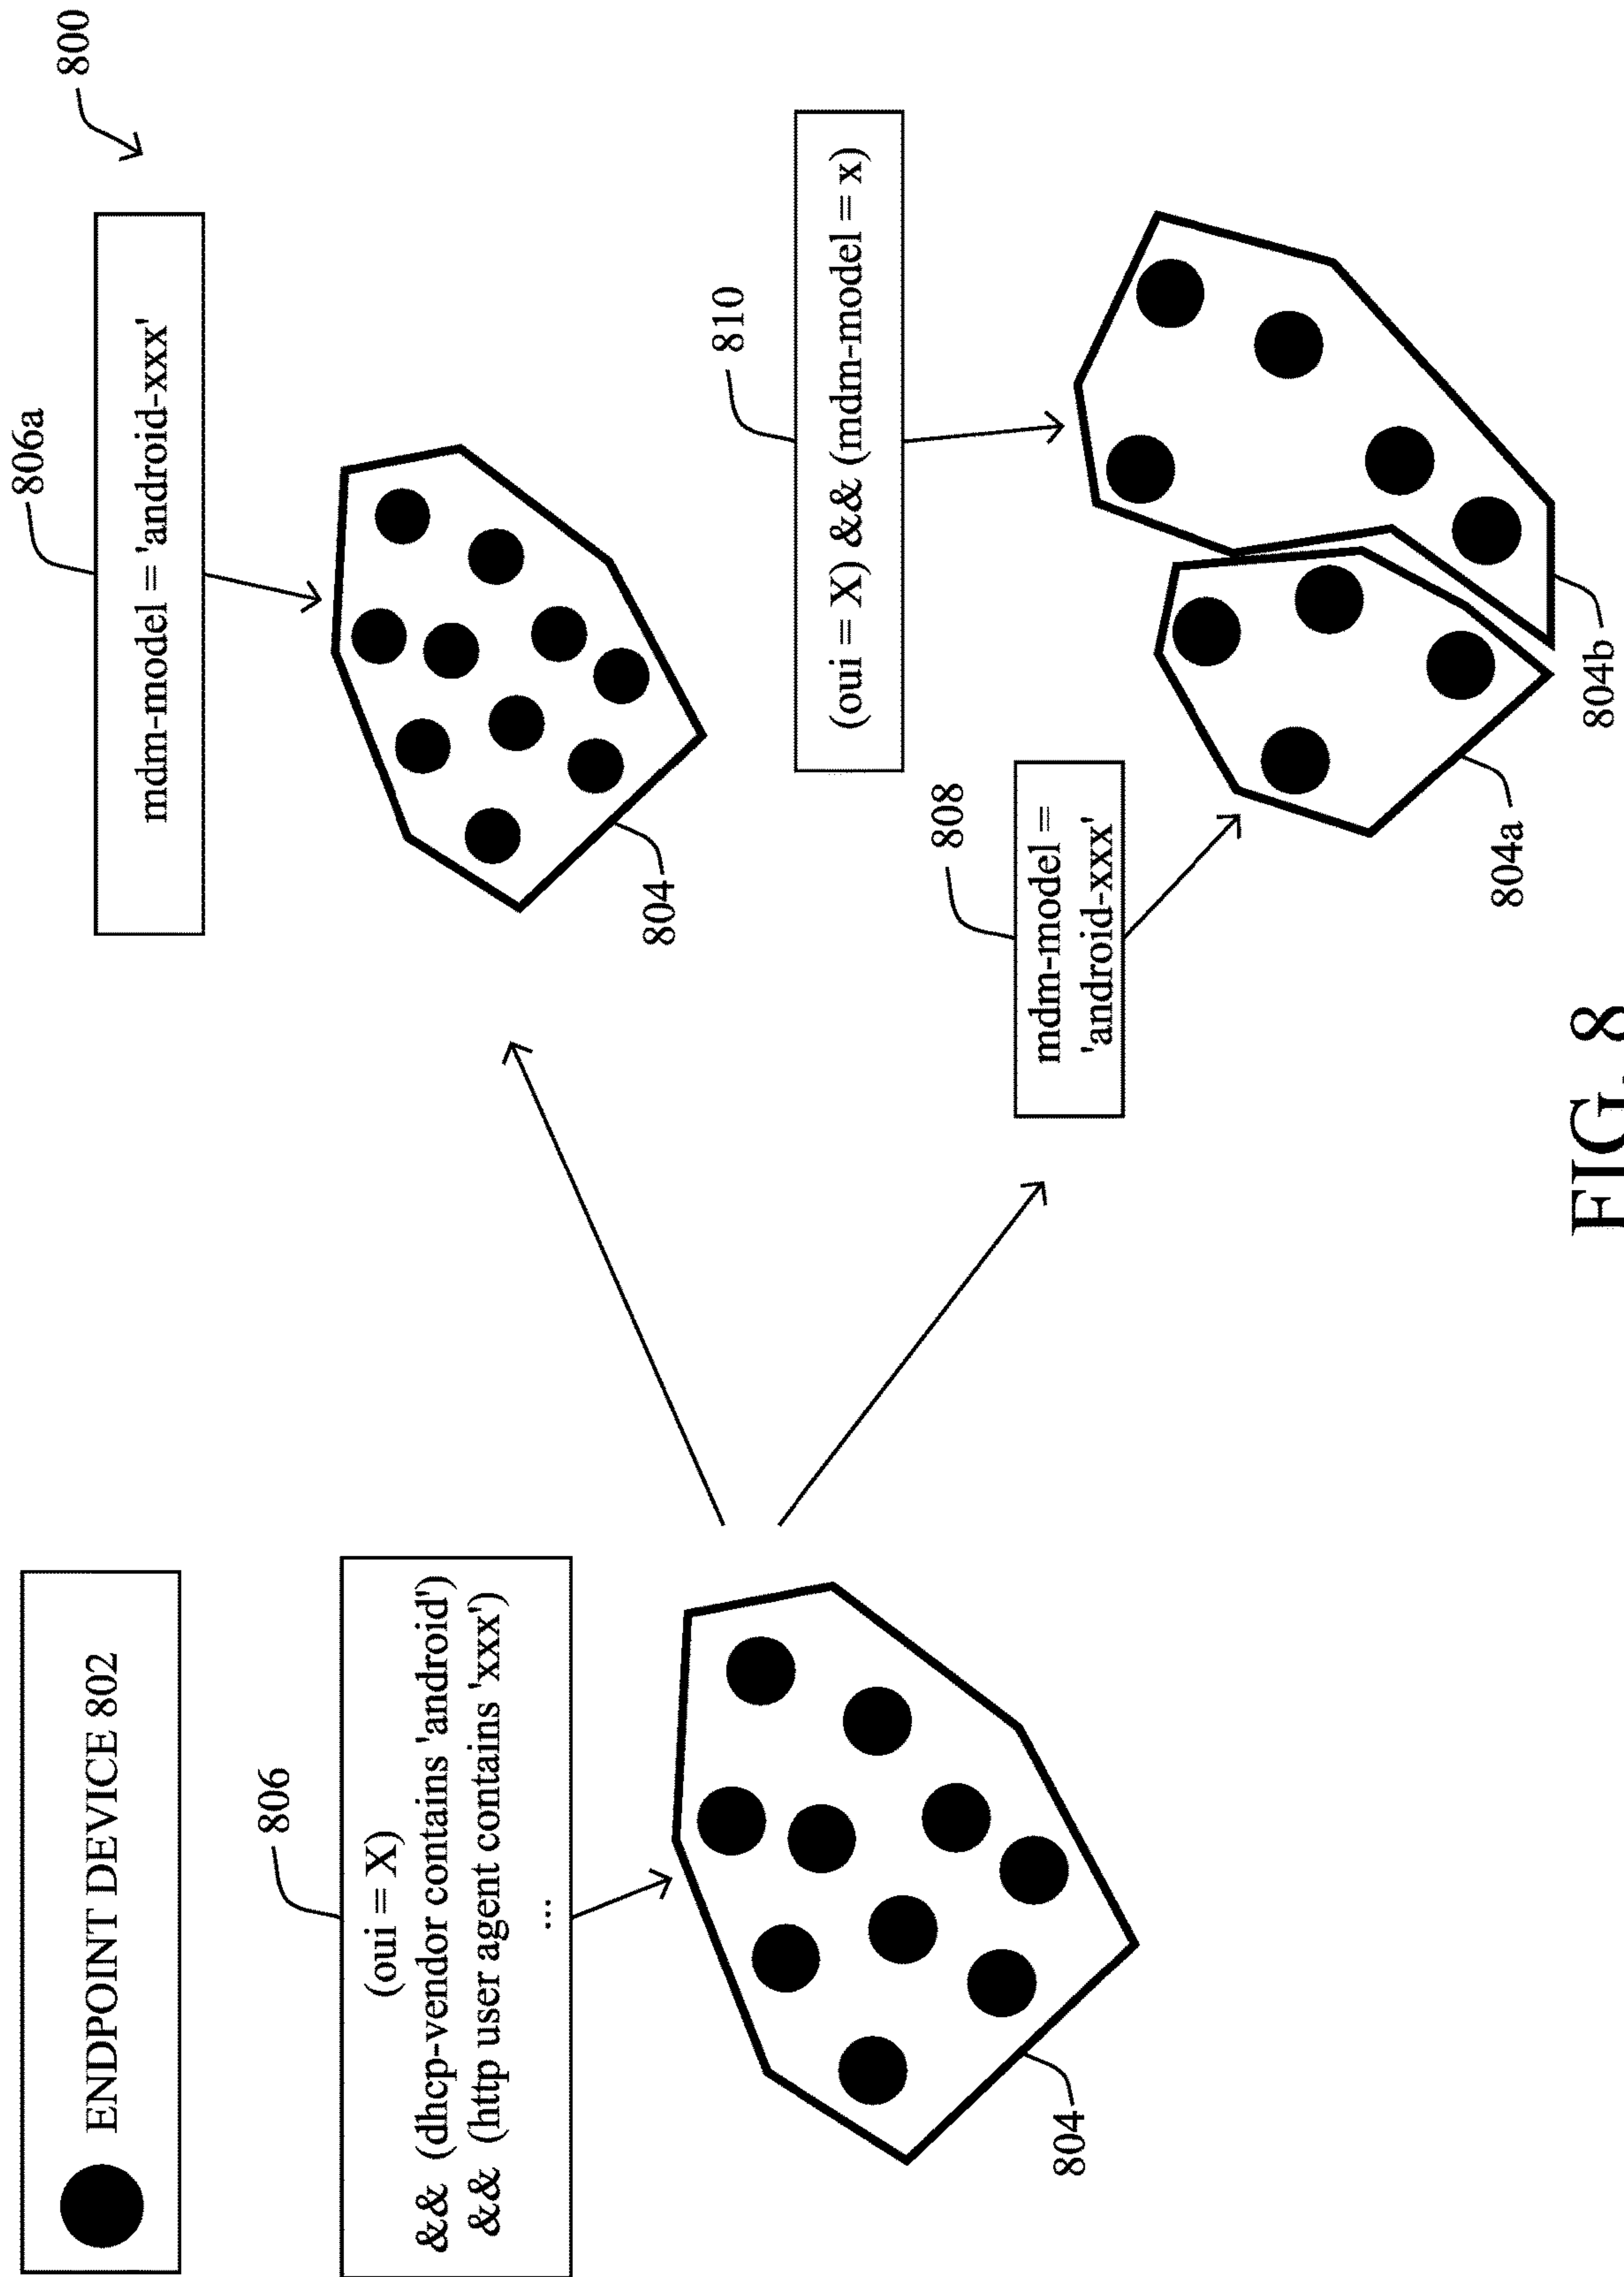 800
ENDPOINT DEVICE 802
806
(oui = X)
&& (dhcp-vendor contains 'android')
&& (http user agent contains 'xxx')
...
804
806a
mdm-model = 'android-xxx'
804
810
(oui = X) && (mdm-model = x)
808
mdm-model =
'android-xxx'
804a
804b
FIG. 8